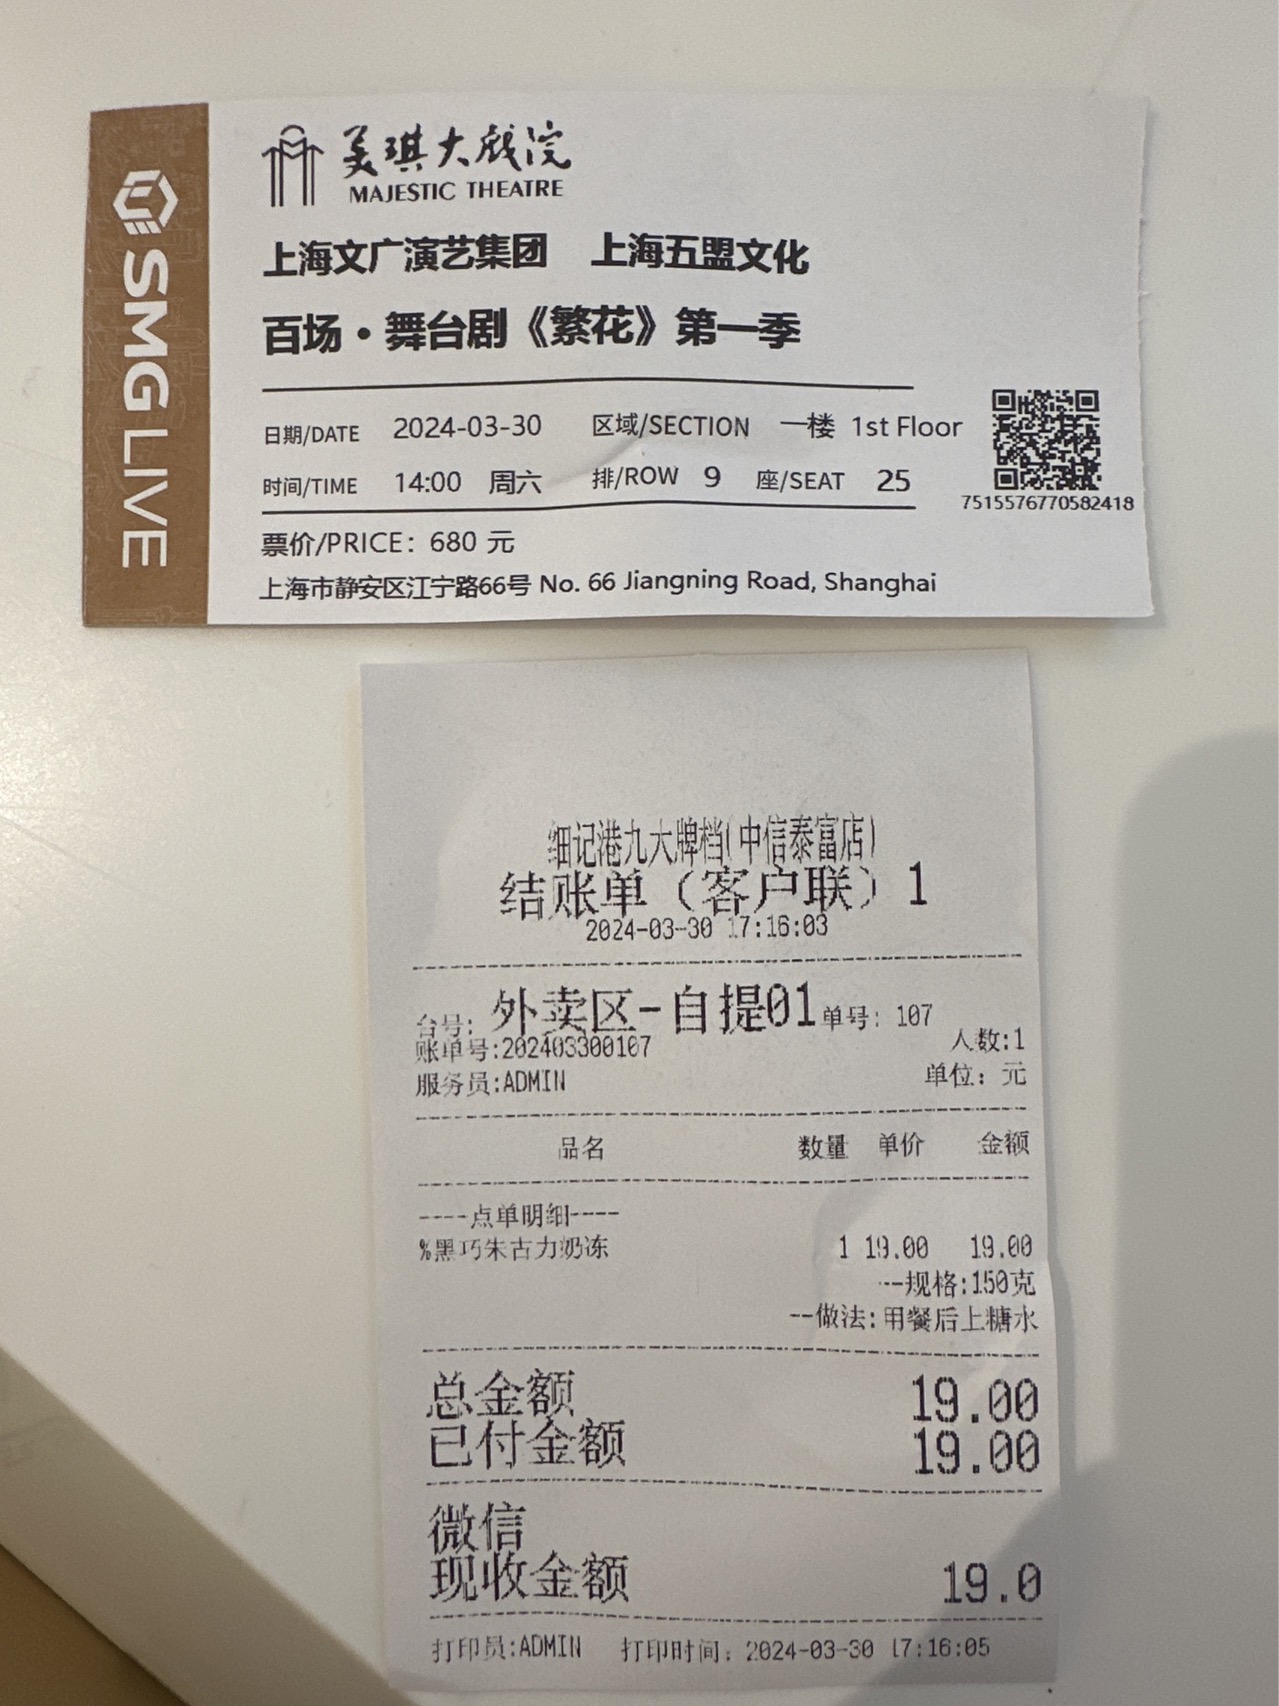 SMG LIVE
美琪大戏院
MAJESTIC THEATRE
上海文广演艺集团 上海五盟文化
百场·舞台剧《繁花》第一季
日期/DATE 2024-03-30 区域/SECTION 一楼 1st Floor
时间/TIME 14:00 周六 排/ROW 9 座/SEAT 25
7515576770582418
票价/PRICE：680 元
上海市静安区江宁路66号 No. 66 Jiangning Road, Shanghai
细记港九大牌档(中信泰富店)
结账单（客户联）1
2024-03-30 17:16:03
台号: 外卖区-自提01 单号: 107
账单号:202403300107 人数:1
服务员:ADMIN 单位：元
品名 数量 单价 金额
----点单明细----
%黑巧朱古力奶冻 1 19.00 19.00
--规格:150克
--做法:用餐后上糖水
总金额 19.00
已付金额 19.00
微信
现收金额 19.0
打印员:ADMIN 打印时间：2024-03-30 17:16:05